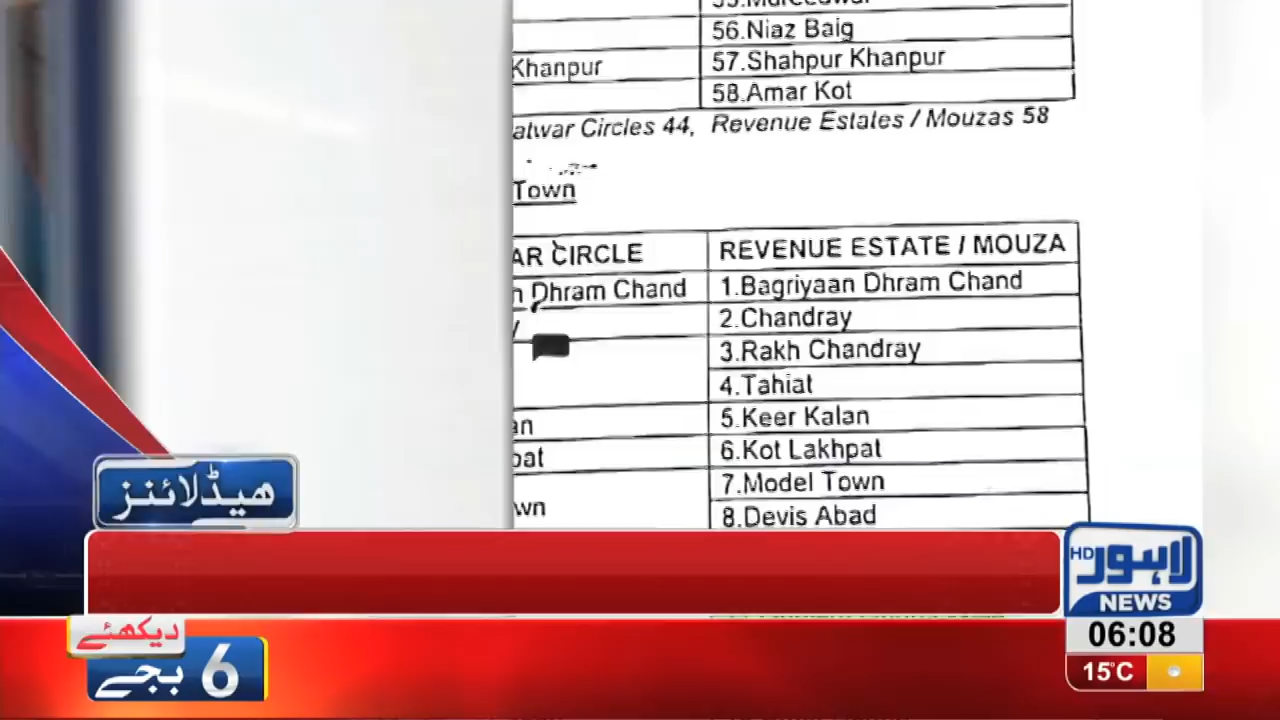 56.Niaz Baig
Khanpur 57.Shahpur Khanpur
58.Amar Kot
atwar Circles 44, Revenue Estates / Mouzas 58
Town
AR CIRCLE REVENUE ESTATE / MOUZA
n Dhram Chand 1.Bagriyaan Dhram Chand
2.Chandray
3.Rakh Chandray
4.Tahiat
an 5.Keer Kalan
pat 6.Kot Lakhpat
7.Model Town
wn 8.Devis Abad
ھیڈلائنز
HD لاہور
NEWS
دیکھئے
6 بجے
06:08
15°C